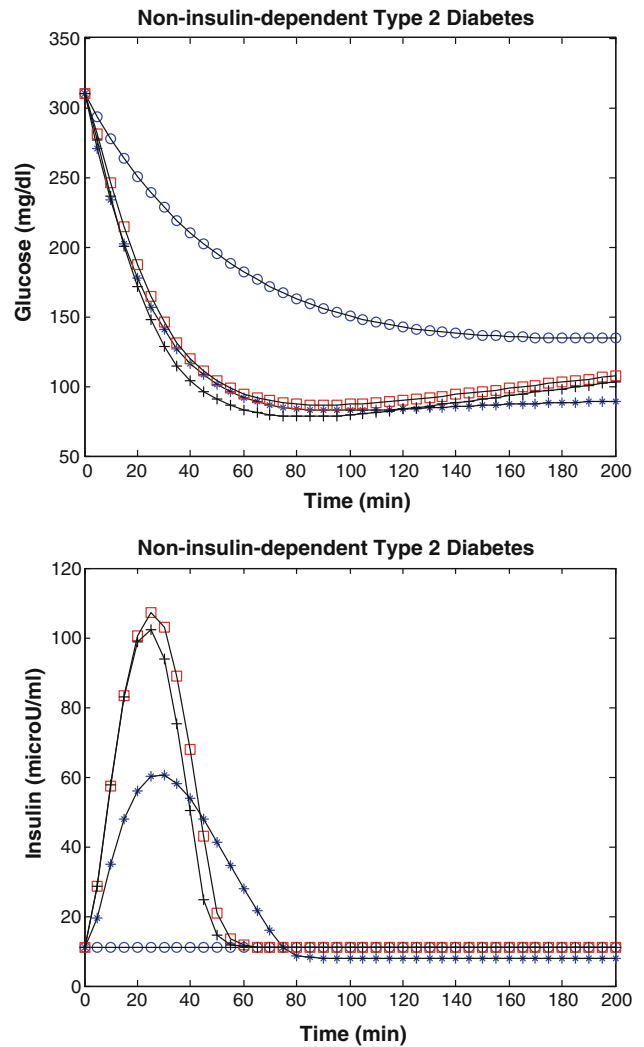 Non-insulin-dependent Type 2 Diabetes
350
300
250
200
150
100
50
Glucose (mg/dl)
0 20 40 60 80 100 120 140 160 180 200
Time (min)
Non-insulin-dependent Type 2 Diabetes
120
100
80
60
40
20
0
Insulin (microU/ml)
0 20 40 60 80 100 120 140 160 180 200
Time (min)